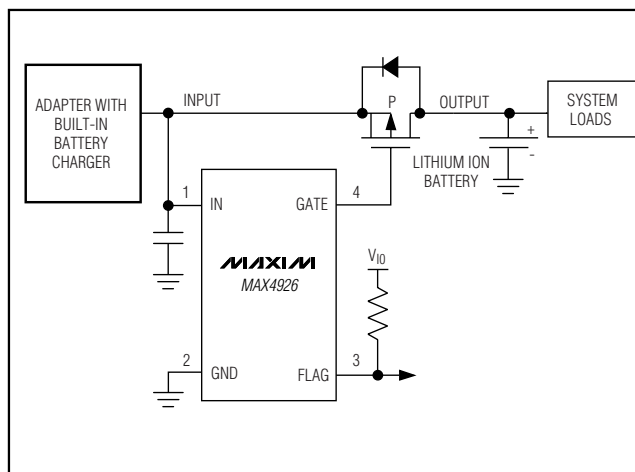 ADAPTER WITH
BUILT-IN
BATTERY
CHARGER
INPUT
P
OUTPUT
SYSTEM
LOADS
+
-
LITHIUM ION
BATTERY
1
IN
GATE
4
MAXIM
MAX4926
VIO
2
GND
FLAG
3